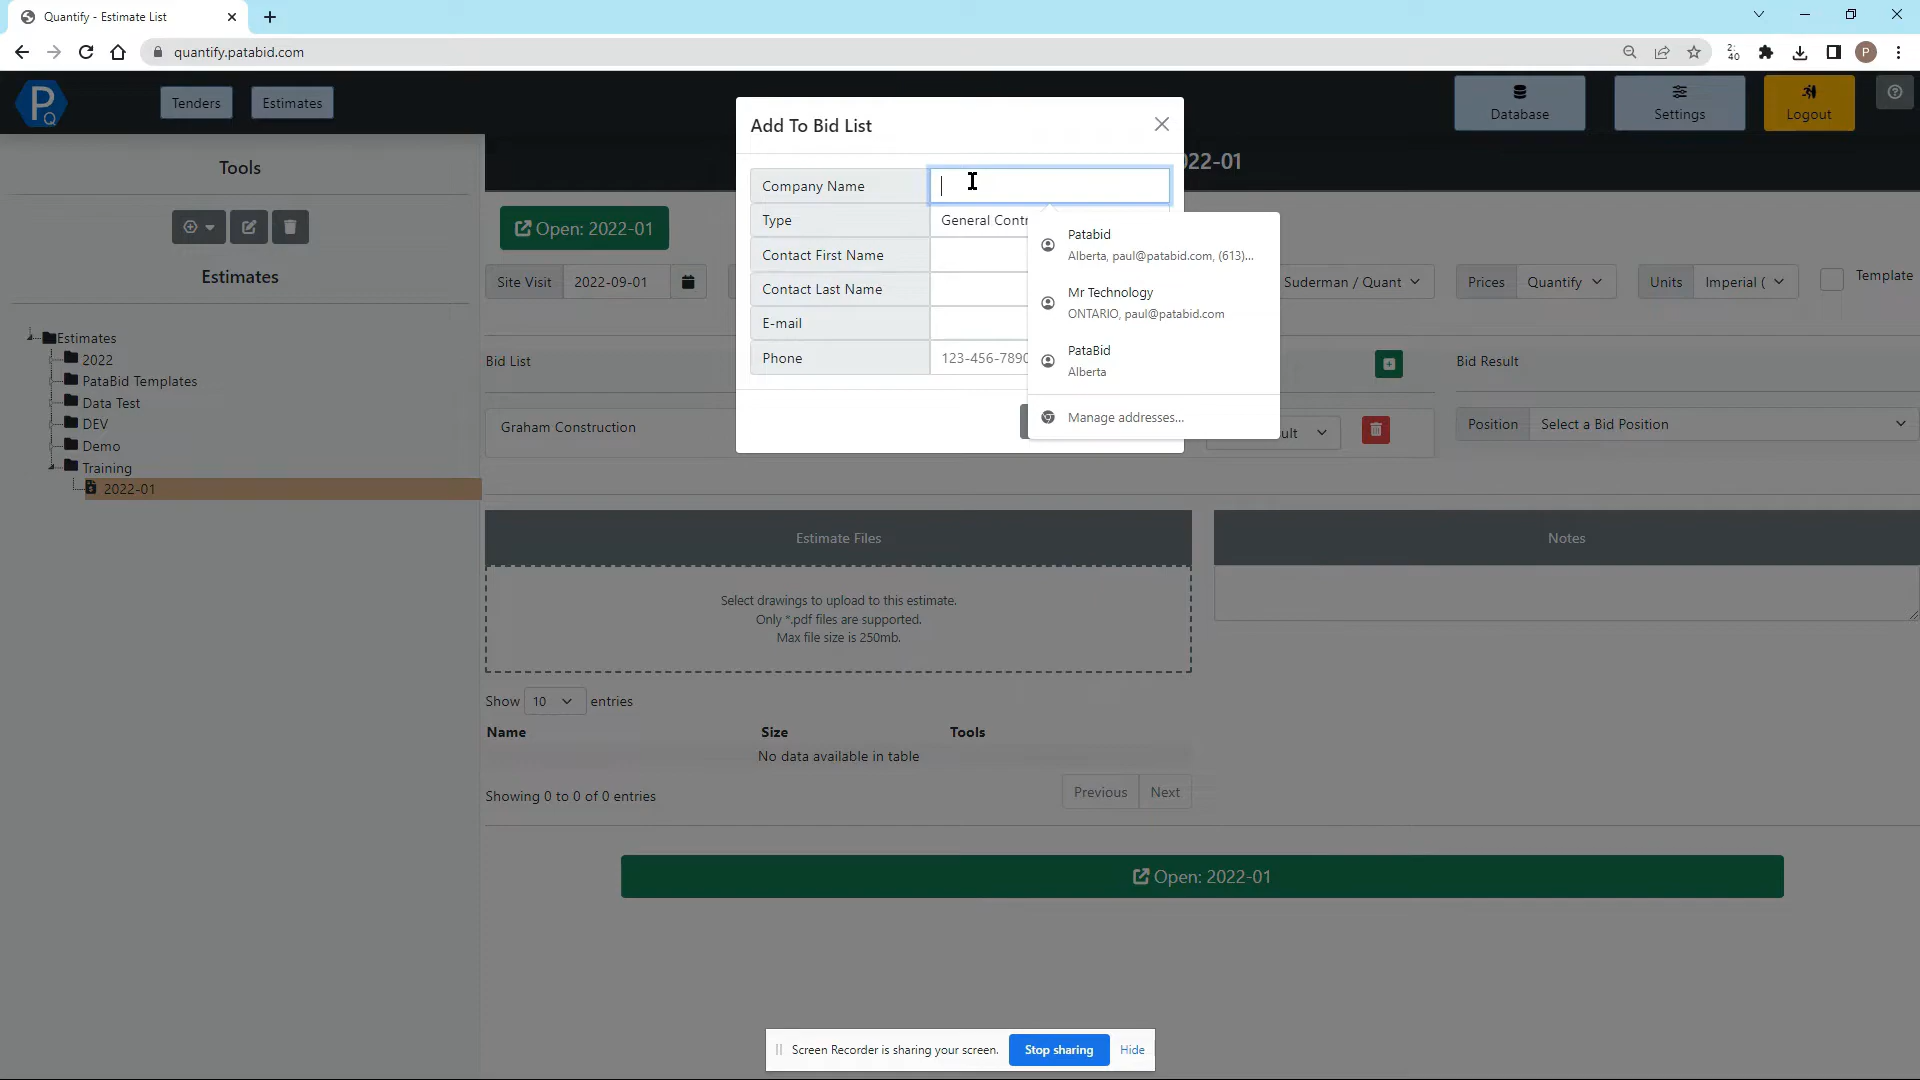 Quantify - Estimate List
quantify.patabid.com
2:
40
P
P
Q
Tenders
Estimates
Database
Settings
Logout
Tools
Estimates
Estimates
2022
PataBid Templates
Data Test
DEV
Demo
Training
2022-01
022-01
Open: 2022-01
Site Visit
2022-09-01
Suderman / Quant
Prices
Quantify
Units
Imperial (
Template
Bid List
Bid Result
Graham Construction
ult
Position
Select a Bid Position
Add To Bid List
Company Name
Type
General Contr
Contact First Name
Contact Last Name
E-mail
Phone
123-456-7890
Patabid
Alberta, paul@patabid.com, (613)...
Mr Technology
ONTARIO, paul@patabid.com
PataBid
Alberta
Manage addresses...
Estimate Files
Notes
Select drawings to upload to this estimate.
Only *.pdf files are supported.
Max file size is 250mb.
Show 10 entries
Name
Size
Tools
No data available in table
Showing 0 to 0 of 0 entries
Previous
Next
Open: 2022-01
Screen Recorder is sharing your screen.
Stop sharing
Hide